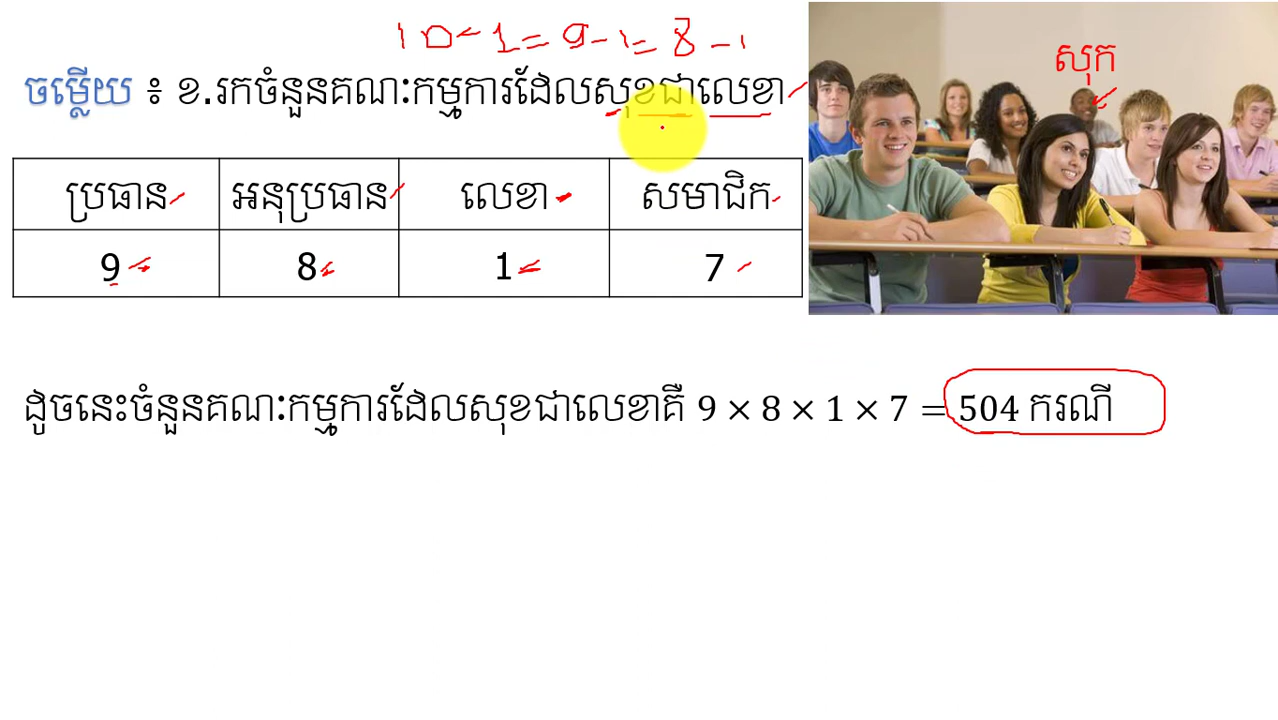 10-1=9-1=8-1
ចម្លើយ ៖ ខ.រកចំនួនគណៈកម្មការដែលសុខជាលេខា
សុក
ប្រធាន អនុប្រធាន លេខា សមាជិក
9 8 1 7
ដូចនេះចំនួនគណៈកម្មការដែលសុខជាលេខាគឺ 9 × 8 × 1 × 7 = 504 ករណី